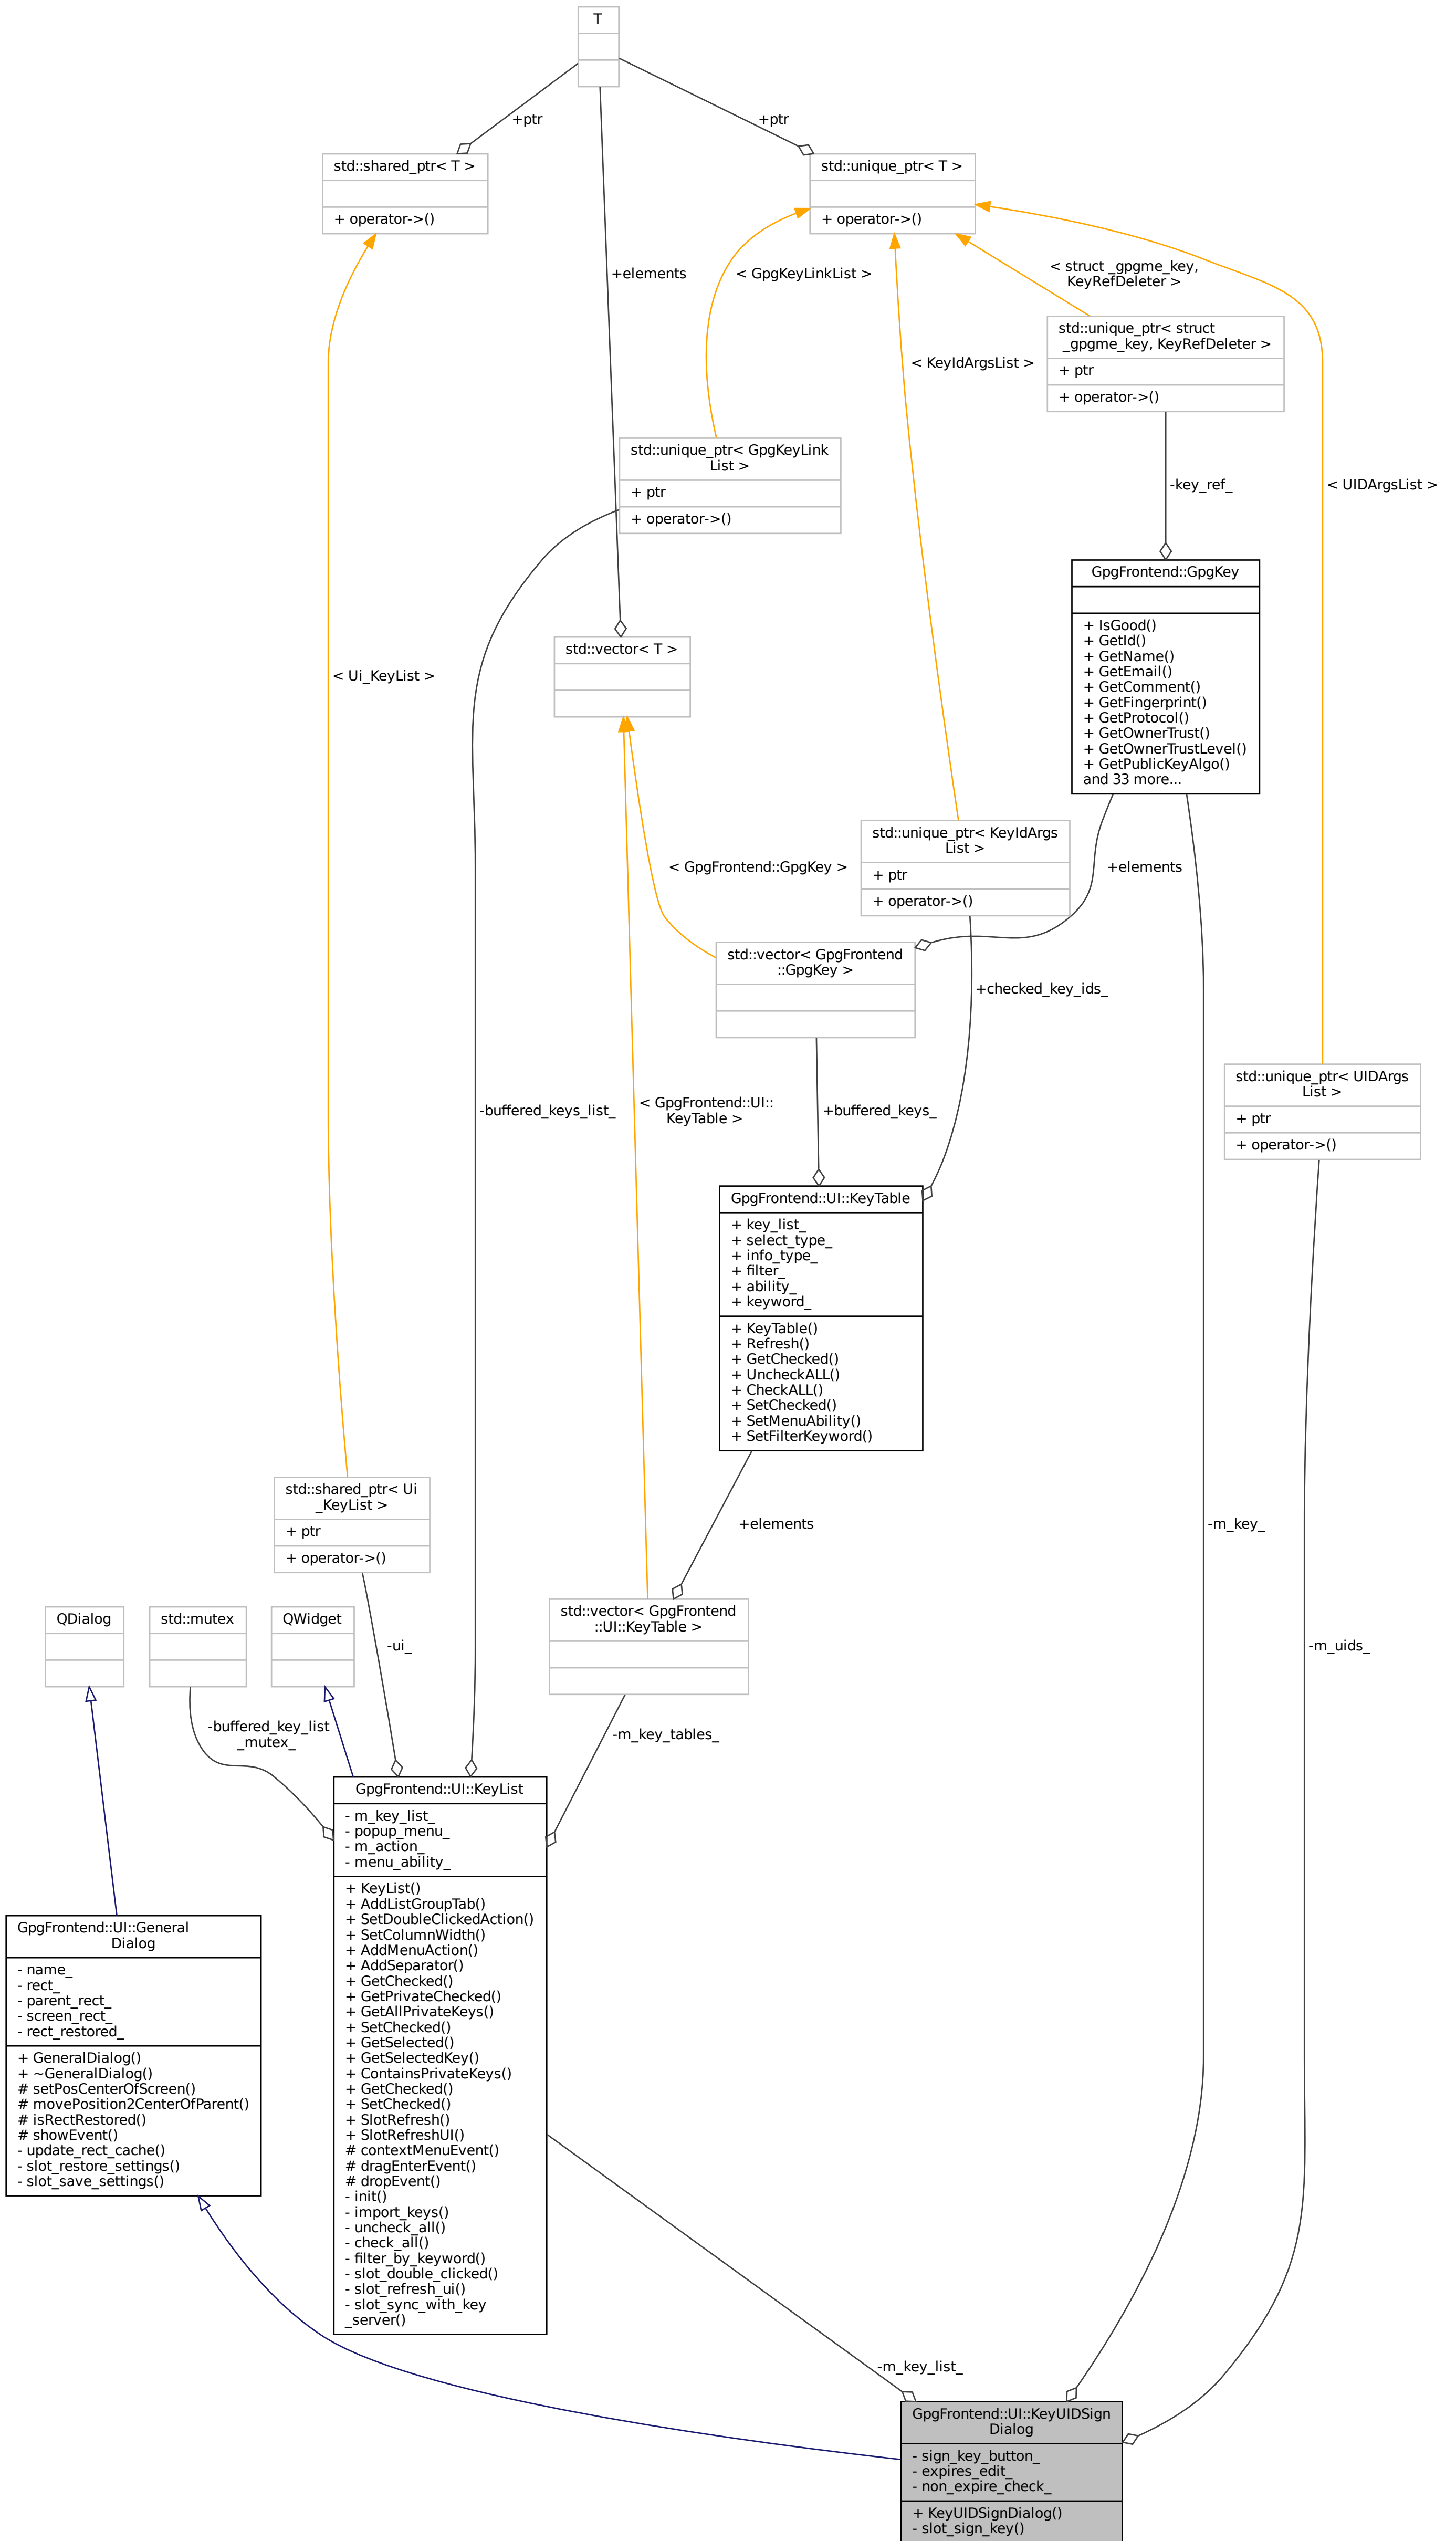 T
+ptr
+ptr
std::shared_ptr< T >
+ operator->()
std::unique_ptr< T >
+ operator->()
+elements
< GpgKeyLinkList >
< struct _gpgme_key,
KeyRefDeleter >
std::unique_ptr< struct
_gpgme_key, KeyRefDeleter >
+ ptr
+ operator->()
< KeyIdArgsList >
std::unique_ptr< GpgKeyLink
List >
+ ptr
+ operator->()
-key_ref_
< UIDArgsList >
GpgFrontend::GpgKey
+ IsGood()
+ GetId()
+ GetName()
+ GetEmail()
+ GetComment()
+ GetFingerprint()
+ GetProtocol()
+ GetOwnerTrust()
+ GetOwnerTrustLevel()
+ GetPublicKeyAlgo()
and 33 more...
std::vector< T >
< Ui_KeyList >
std::unique_ptr< KeyIdArgs
List >
+ ptr
+ operator->()
< GpgFrontend::GpgKey >
+elements
std::vector< GpgFrontend
::GpgKey >
+checked_key_ids_
-buffered_keys_list_
< GpgFrontend::UI::
KeyTable >
+buffered_keys_
std::unique_ptr< UIDArgs
List >
+ ptr
+ operator->()
GpgFrontend::UI::KeyTable
+ key_list_
+ select_type_
+ info_type_
+ filter_
+ ability_
+ keyword_
+ KeyTable()
+ Refresh()
+ GetChecked()
+ UncheckALL()
+ CheckALL()
+ SetChecked()
+ SetMenuAbility()
+ SetFilterKeyword()
std::shared_ptr< Ui
_KeyList >
+ ptr
+ operator->()
+elements
-m_key_
QDialog
std::mutex
QWidget
-ui_
std::vector< GpgFrontend
::UI::KeyTable >
-m_uids_
-buffered_key_list
_mutex_
-m_key_tables_
GpgFrontend::UI::KeyList
- m_key_list_
- popup_menu_
- m_action_
- menu_ability_
+ KeyList()
+ AddListGroupTab()
+ SetDoubleClickedAction()
+ SetColumnWidth()
+ AddMenuAction()
+ AddSeparator()
+ GetChecked()
+ GetPrivateChecked()
+ GetAllPrivateKeys()
+ SetChecked()
+ GetSelected()
+ GetSelectedKey()
+ ContainsPrivateKeys()
+ GetChecked()
+ SetChecked()
+ SlotRefresh()
+ SlotRefreshUI()
# contextMenuEvent()
# dragEnterEvent()
# dropEvent()
- init()
- import_keys()
- uncheck_all()
- check_all()
- filter_by_keyword()
- slot_double_clicked()
- slot_refresh_ui()
- slot_sync_with_key
_server()
GpgFrontend::UI::General
Dialog
- name_
- rect_
- parent_rect_
- screen_rect_
- rect_restored_
+ GeneralDialog()
+ ~GeneralDialog()
# setPosCenterOfScreen()
# movePosition2CenterOfParent()
# isRectRestored()
# showEvent()
- update_rect_cache()
- slot_restore_settings()
- slot_save_settings()
-m_key_list_
GpgFrontend::UI::KeyUIDSign
Dialog
- sign_key_button_
- expires_edit_
- non_expire_check_
+ KeyUIDSignDialog()
- slot_sign_key()